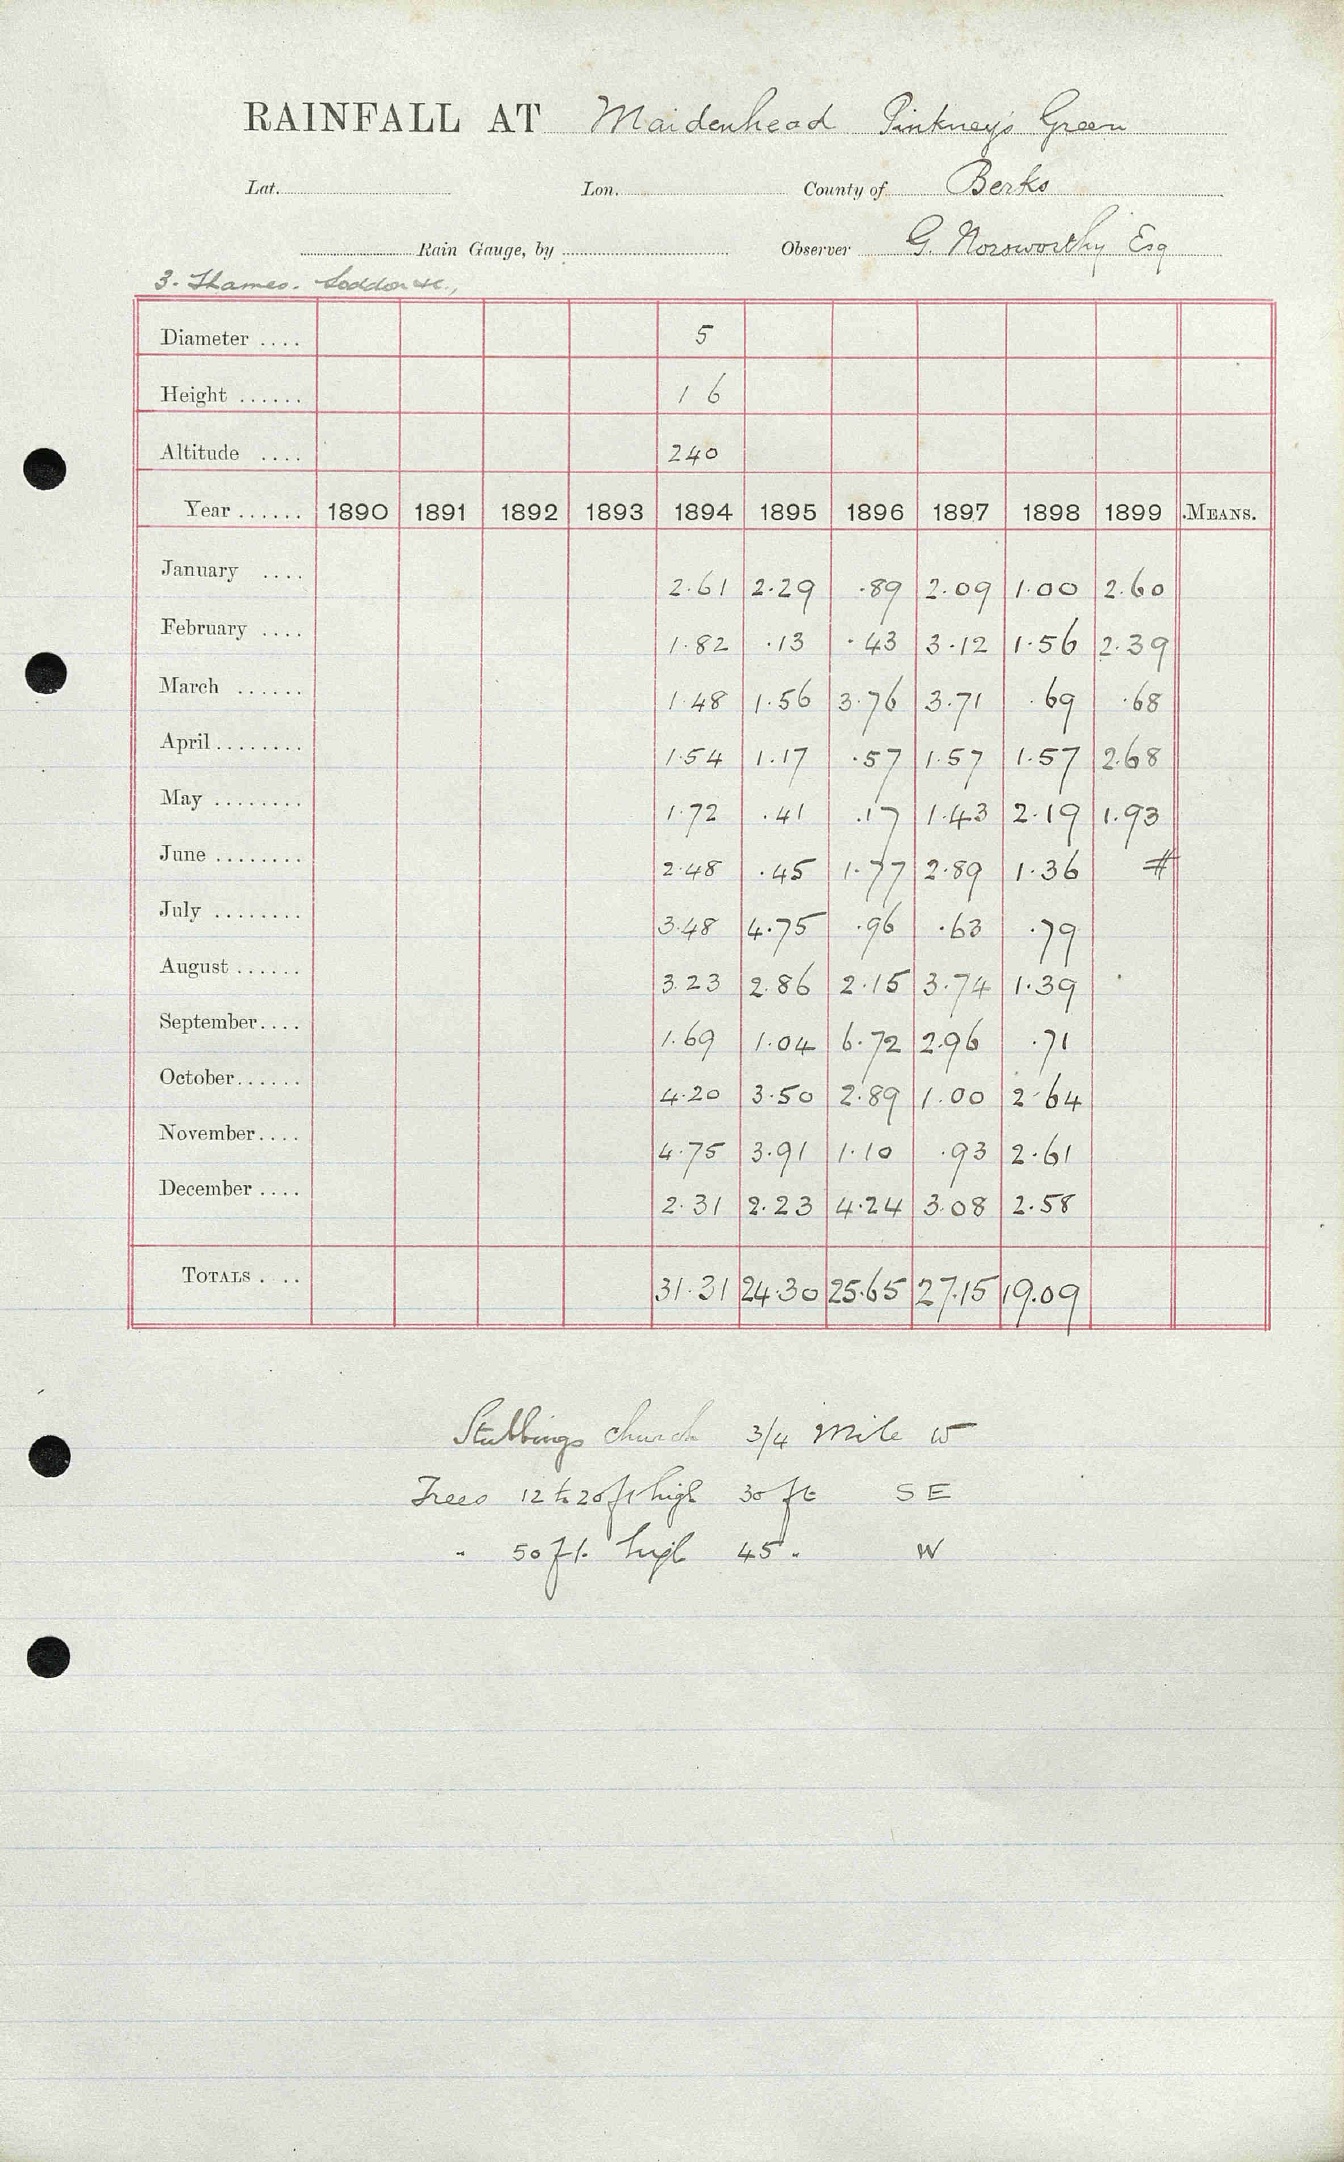 RAINFALL AT Maidenhead Pinkney's Green
Lat. Lon. County of Berks
Rain Gauge, by Observer G. Norsworthy Esq
3. Thames. Loddon &c.,
Diameter .... 5
Height ...... 1 6
Altitude .... 240
Year ...... 1890 1891 1892 1893 1894 1895 1896 1897 1898 1899 MEANS.
January .... 2.61 2.29 .89 2.09 1.00 2.60
February .... 1.82 .13 .43 3.12 1.56 2.39
March ...... 1.48 1.56 3.76 3.71 .69 .68
April ........ 1.54 1.17 .57 1.57 1.57 2.68
May ........ 1.72 .41 .17 1.43 2.19 1.93
June ........ 2.48 .45 1.77 2.89 1.36 #
July ........ 3.48 4.75 .96 .63 .79
August ...... 3.23 2.86 2.15 3.74 1.39
September.... 1.69 1.04 6.72 2.96 .71
October...... 4.20 3.50 2.89 1.00 2.64
November.... 4.75 3.91 1.10 .93 2.61
December .... 2.31 2.23 4.24 3.08 2.58
TOTALS . .. 31.31 24.30 25.65 27.15 19.09
Stubbings church 3/4 Mile W
Trees 12 to 20ft high 30 ft S E
" 50 ft. high 45 " W